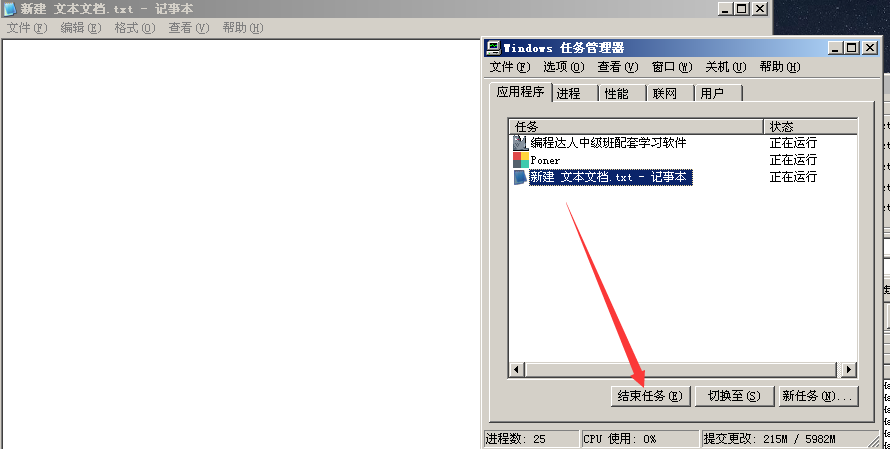 新建 文本文档.txt - 记事本
文件(F) 编辑(E) 格式(O) 查看(V) 帮助(H)
Windows 任务管理器
文件(F) 选项(O) 查看(V) 窗口(W) 关机(U) 帮助(H)
应用程序 进程 性能 联网 用户
任务 状态
编程达人中级班配套学习软件 正在运行
Poner 正在运行
新建 文本文档.txt - 记事本 正在运行
结束任务(E) 切换至(S) 新任务(N)...
进程数: 25 CPU 使用: 0% 提交更改: 215M / 5982M